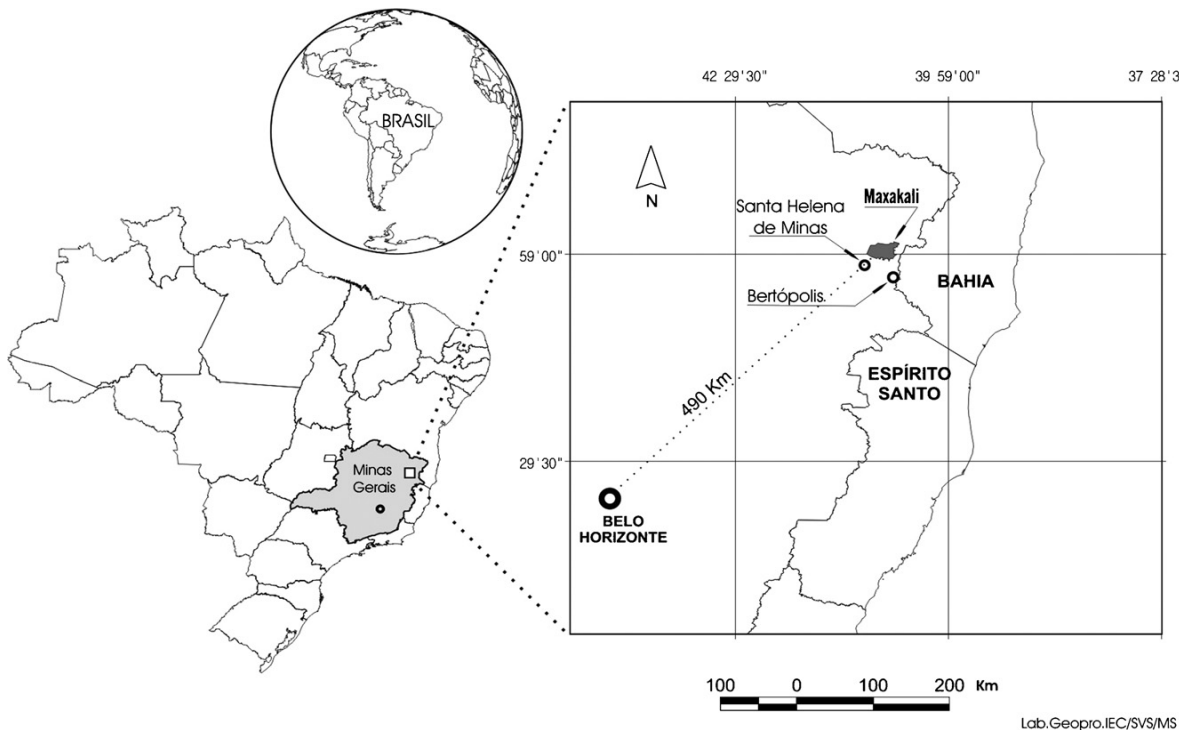 BRASIL
Minas
Gerais
42 29'30"
39 59'00"
37 28'3
N
Santa Helena
de Minas
Maxakali
59'00"
Bertópolis.
BAHIA
ESPÍRITO
SANTO
490 Km
29'30"
BELO
HORIZONTE
100 0 100 200 Km
Lab.Geopro.IEC/SVS/MS